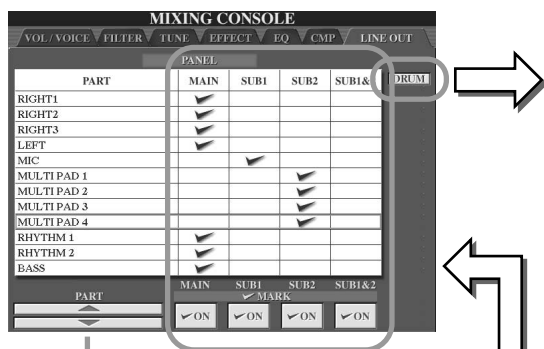 MIXING CONSOLE
VOL / VOICE FILTER TUNE EFFECT EQ CMP LINE OUT
PANEL
PART MAIN SUB1 SUB2 SUB1& DRUM
RIGHT1
RIGHT2
RIGHT3
LEFT
MIC
MULTI PAD 1
MULTI PAD 2
MULTI PAD 3
MULTI PAD 4
RHYTHM 1
RHYTHM 2
BASS
MAIN SUB1 SUB2 SUB1&2
PART MARK
ON ON ON ON